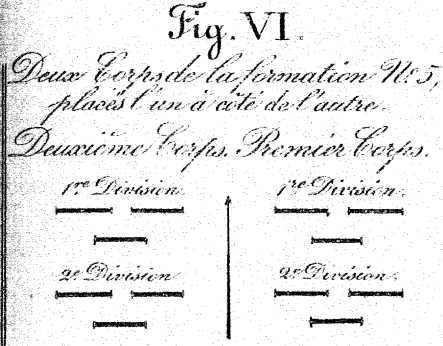 Fig. VI.
Deux Corps de la formation No. 5,
placés l'un à côté de l'autre.
Deuxième Corps. Premier Corps.
1re Division. 1re Division.
2e Division 2e Division.